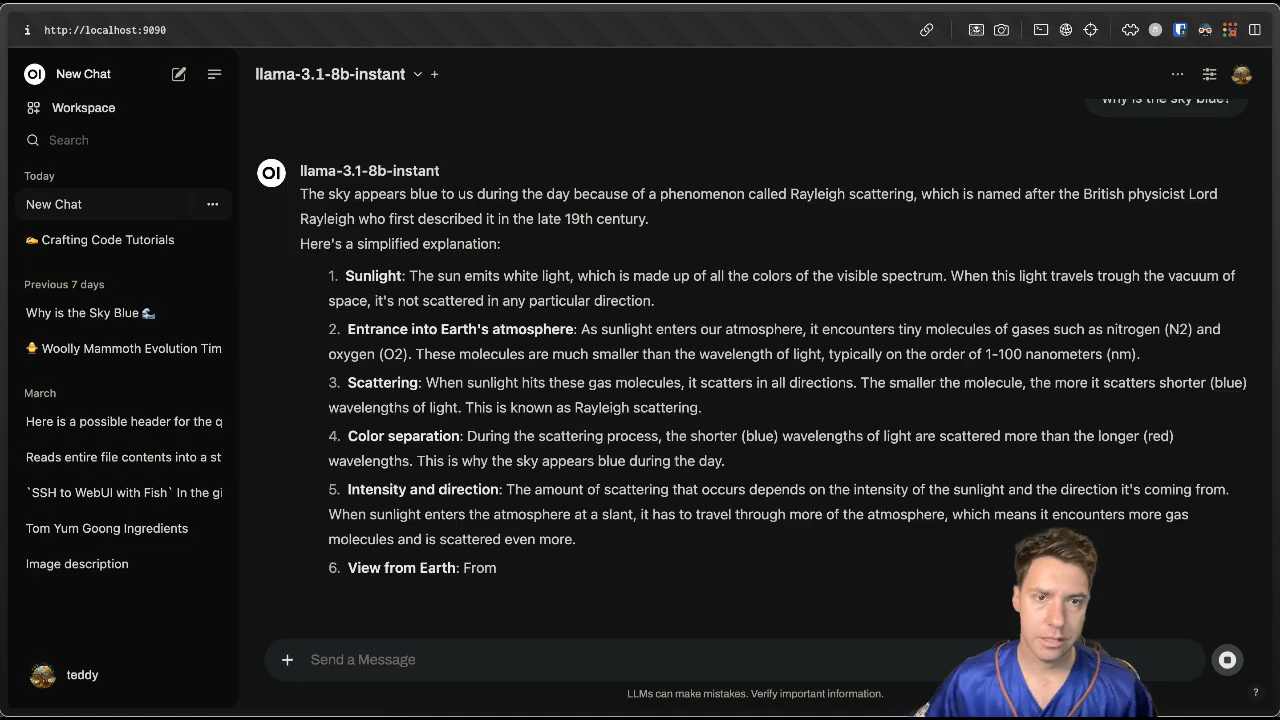 http://localhost:9090
OI New Chat
Workspace
Search
Today
New Chat
Crafting Code Tutorials
Previous 7 days
Why is the Sky Blue
Woolly Mammoth Evolution Tim
March
Here is a possible header for the q
Reads entire file contents into a st
`SSH to WebUI with Fish` In the gi
Tom Yum Goong Ingredients
Image description
teddy
llama-3.1-8b-instant
why is the sky blue?
OI llama-3.1-8b-instant
The sky appears blue to us during the day because of a phenomenon called Rayleigh scattering, which is named after the British physicist Lord
Rayleigh who first described it in the late 19th century.
Here's a simplified explanation:
1. Sunlight: The sun emits white light, which is made up of all the colors of the visible spectrum. When this light travels trough the vacuum of
space, it's not scattered in any particular direction.
2. Entrance into Earth's atmosphere: As sunlight enters our atmosphere, it encounters tiny molecules of gases such as nitrogen (N2) and
oxygen (O2). These molecules are much smaller than the wavelength of light, typically on the order of 1-100 nanometers (nm).
3. Scattering: When sunlight hits these gas molecules, it scatters in all directions. The smaller the molecule, the more it scatters shorter (blue)
wavelengths of light. This is known as Rayleigh scattering.
4. Color separation: During the scattering process, the shorter (blue) wavelengths of light are scattered more than the longer (red)
wavelengths. This is why the sky appears blue during the day.
5. Intensity and direction: The amount of scattering that occurs depends on the intensity of the sunlight and the direction it's coming from.
When sunlight enters the atmosphere at a slant, it has to travel through more of the atmosphere, which means it encounters more gas
molecules and is scattered even more.
6. View from Earth: From
Send a Message
LLMs can make mistakes. Verify important information.
?